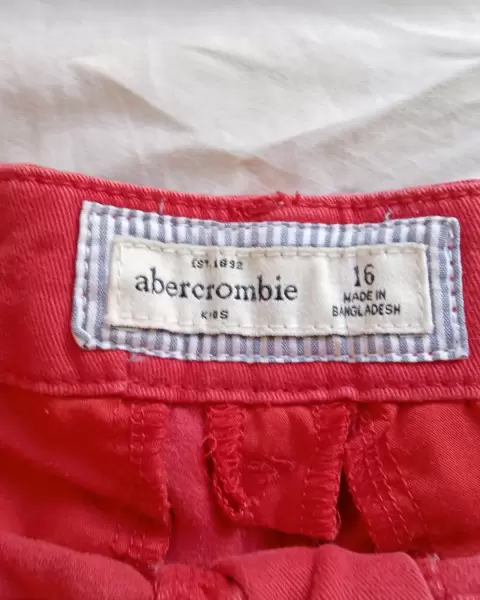 EST. 1892
abercrombie
KIDS
16
MADE IN
BANGLADESH